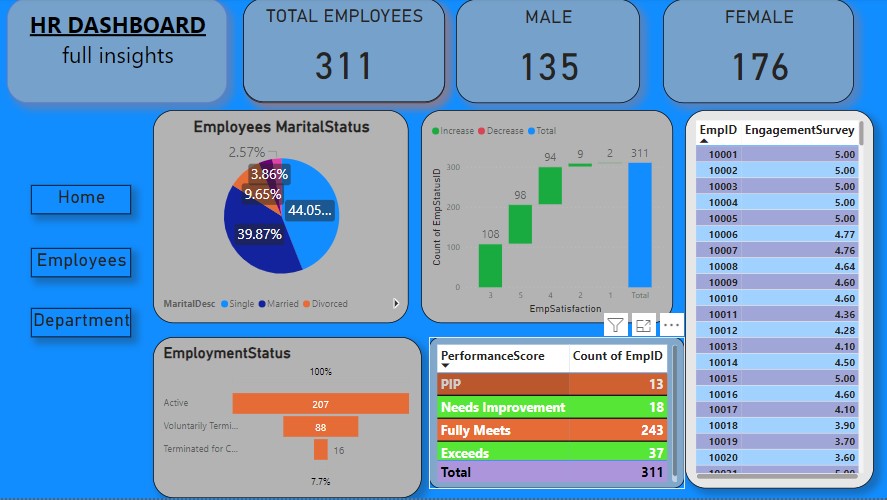 HR DASHBOARD
full insights
TOTAL EMPLOYEES
311
MALE
135
FEMALE
176
Home
Employees
Department
Employees MaritalStatus
2.57%
3.86%
9.65%
44.05...
39.87%
MaritalDesc Single Married Divorced
Increase Decrease Total
Count of EmpStatusID
300
200
100
0
108
98
94
9
2
311
3 5 4 2 1 Total
EmpSatisfaction
EmploymentStatus
100%
Active 207
Voluntarily Termi... 88
Terminated for C... 16
7.7%
PerformanceScore Count of EmpID
PIP 13
Needs Improvement 18
Fully Meets 243
Exceeds 37
Total 311
EmpID EngagementSurvey
10001 5.00
10002 5.00
10003 5.00
10004 5.00
10005 5.00
10006 4.77
10007 4.76
10008 4.64
10009 4.60
10010 4.60
10011 4.36
10012 4.28
10013 4.10
10014 4.50
10015 5.00
10016 4.60
10017 4.10
10018 3.90
10019 3.70
10020 3.60